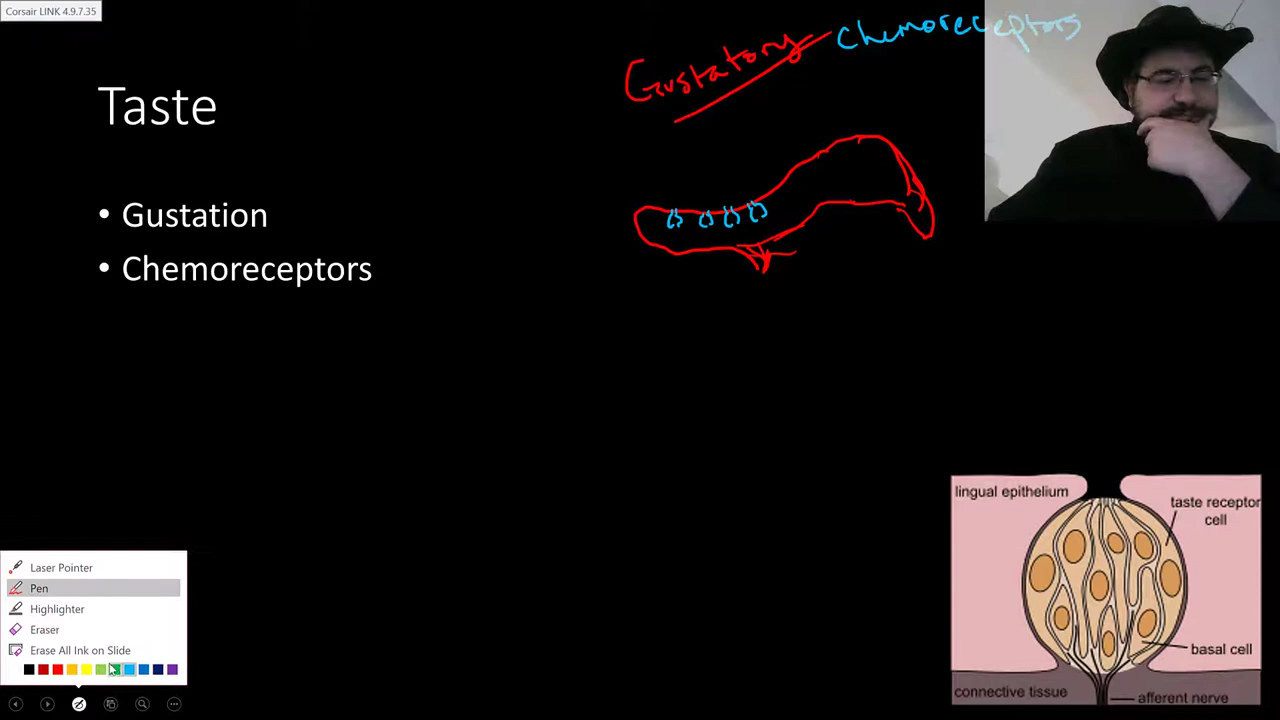 Corsair LINK 4.9.7.35
Gustatory chemoreceptors
Taste
• Gustation
• Chemoreceptors
lingual epithelium
taste receptor
cell
basal cell
connective tissue
afferent nerve
Laser Pointer
Pen
Highlighter
Eraser
Erase All Ink on Slide